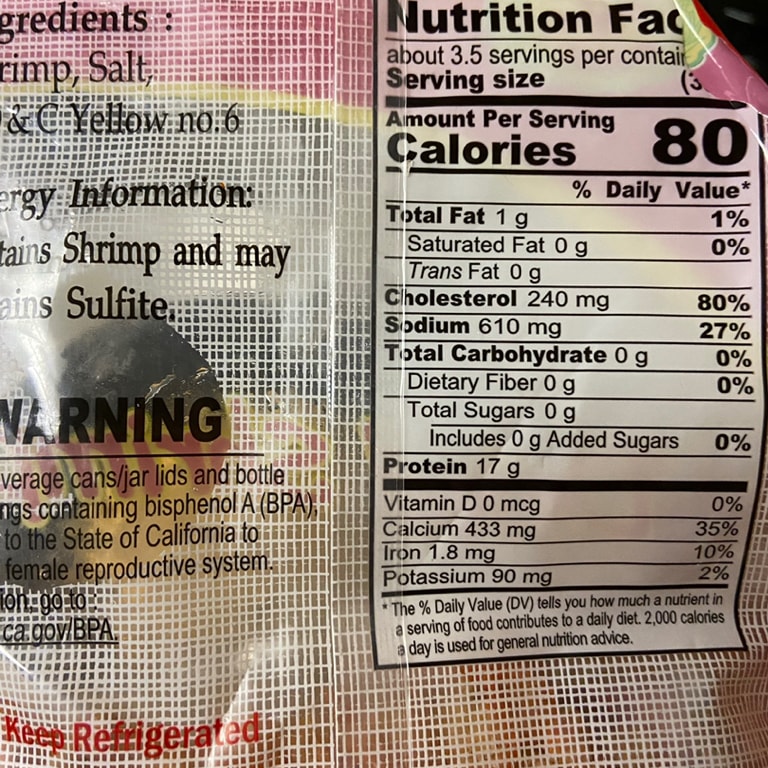 gredients :
rimp, Salt,
& C Yellow no.6
ergy Information:
tains Shrimp and may
ains Sulfite.
WARNING
verage cans/jar lids and bottle
ngs containing bisphenol A (BPA),
to the State of California to
female reproductive system.
ion, go to :
ca.gov/BPA.
Keep Refrigerated
Nutrition Fac
about 3.5 servings per contain
Serving size (3
Amount Per Serving
Calories 80
% Daily Value*
Total Fat 1 g 1%
Saturated Fat 0 g 0%
Trans Fat 0 g
Cholesterol 240 mg 80%
Sodium 610 mg 27%
Total Carbohydrate 0 g 0%
Dietary Fiber 0 g 0%
Total Sugars 0 g
Includes 0 g Added Sugars 0%
Protein 17 g
Vitamin D 0 mcg 0%
Calcium 433 mg 35%
Iron 1.8 mg 10%
Potassium 90 mg 2%
* The % Daily Value (DV) tells you how much a nutrient in
a serving of food contributes to a daily diet. 2,000 calories
a day is used for general nutrition advice.